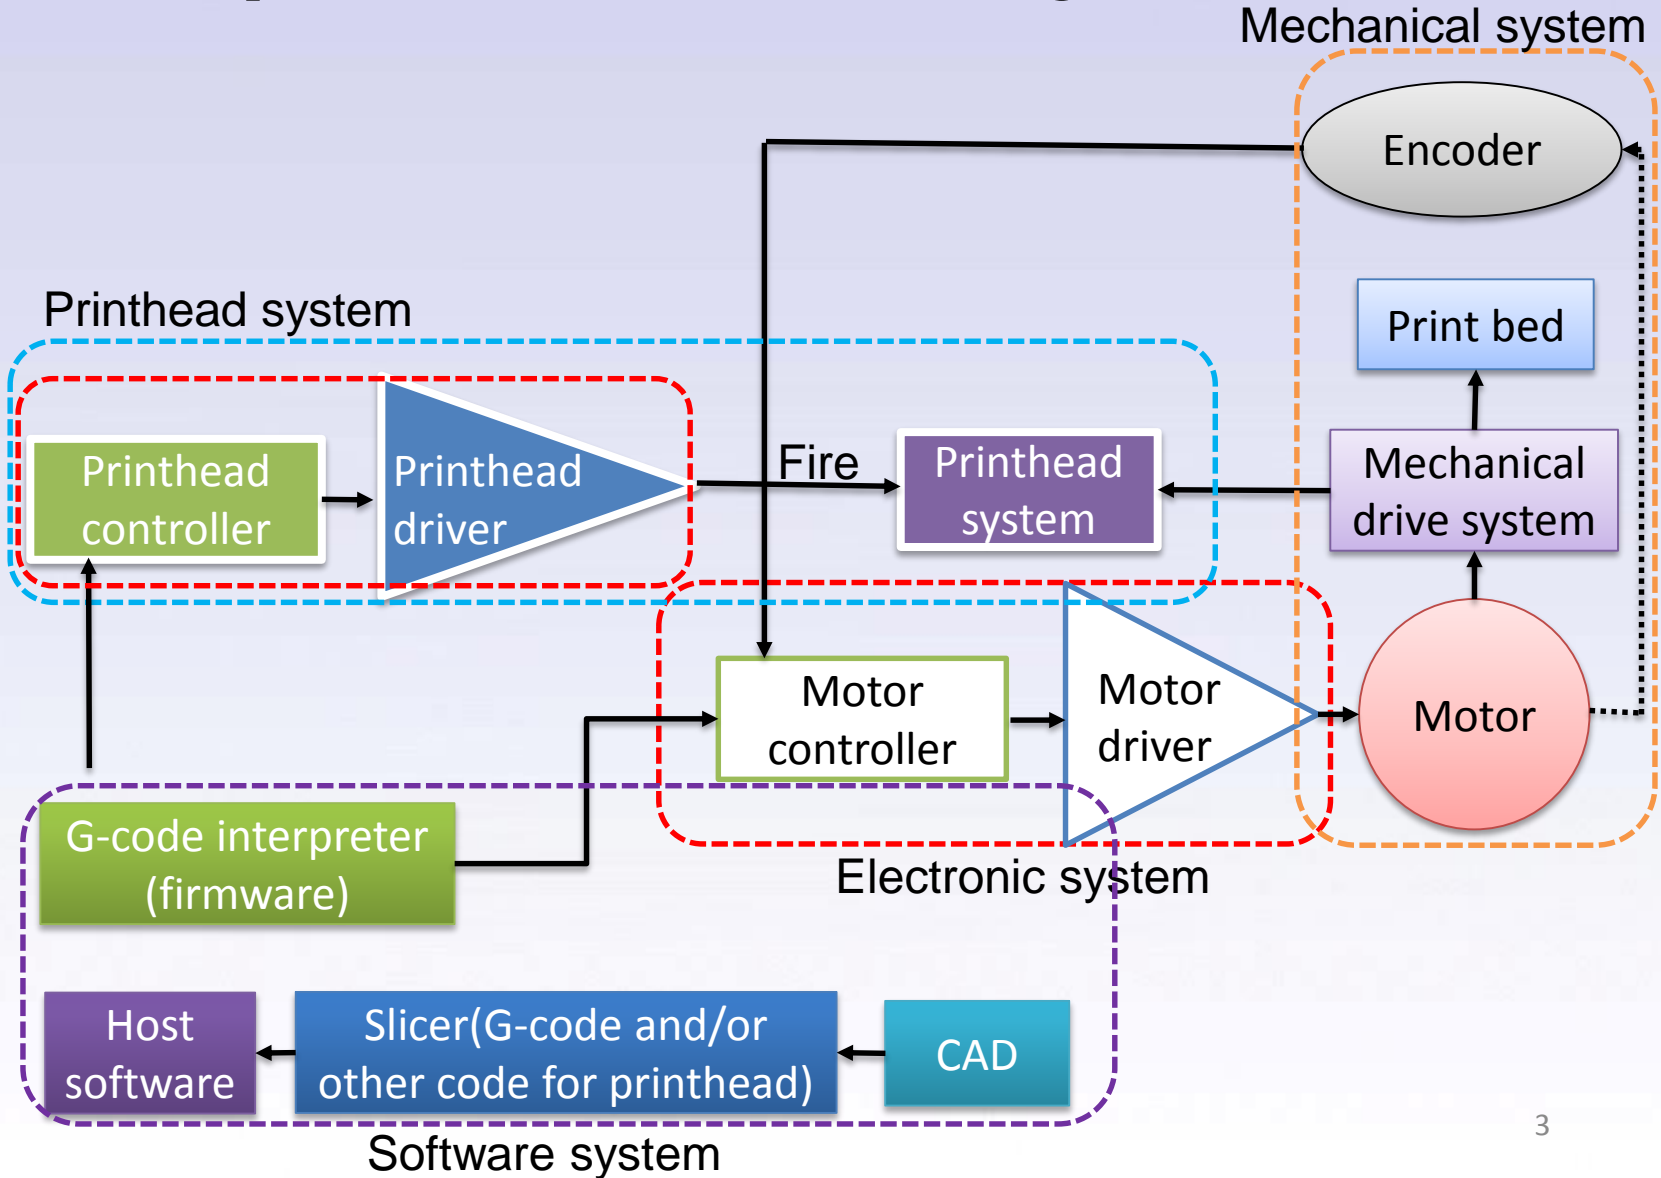 Mechanical system
Encoder
Printhead system
Print bed
Printhead
controller
Printhead
driver
Fire
Printhead
system
Mechanical
drive system
Motor
controller
Motor
driver
Motor
G-code interpreter
(firmware)
Electronic system
Host
software
Slicer(G-code and/or
other code for printhead)
CAD
3
Software system